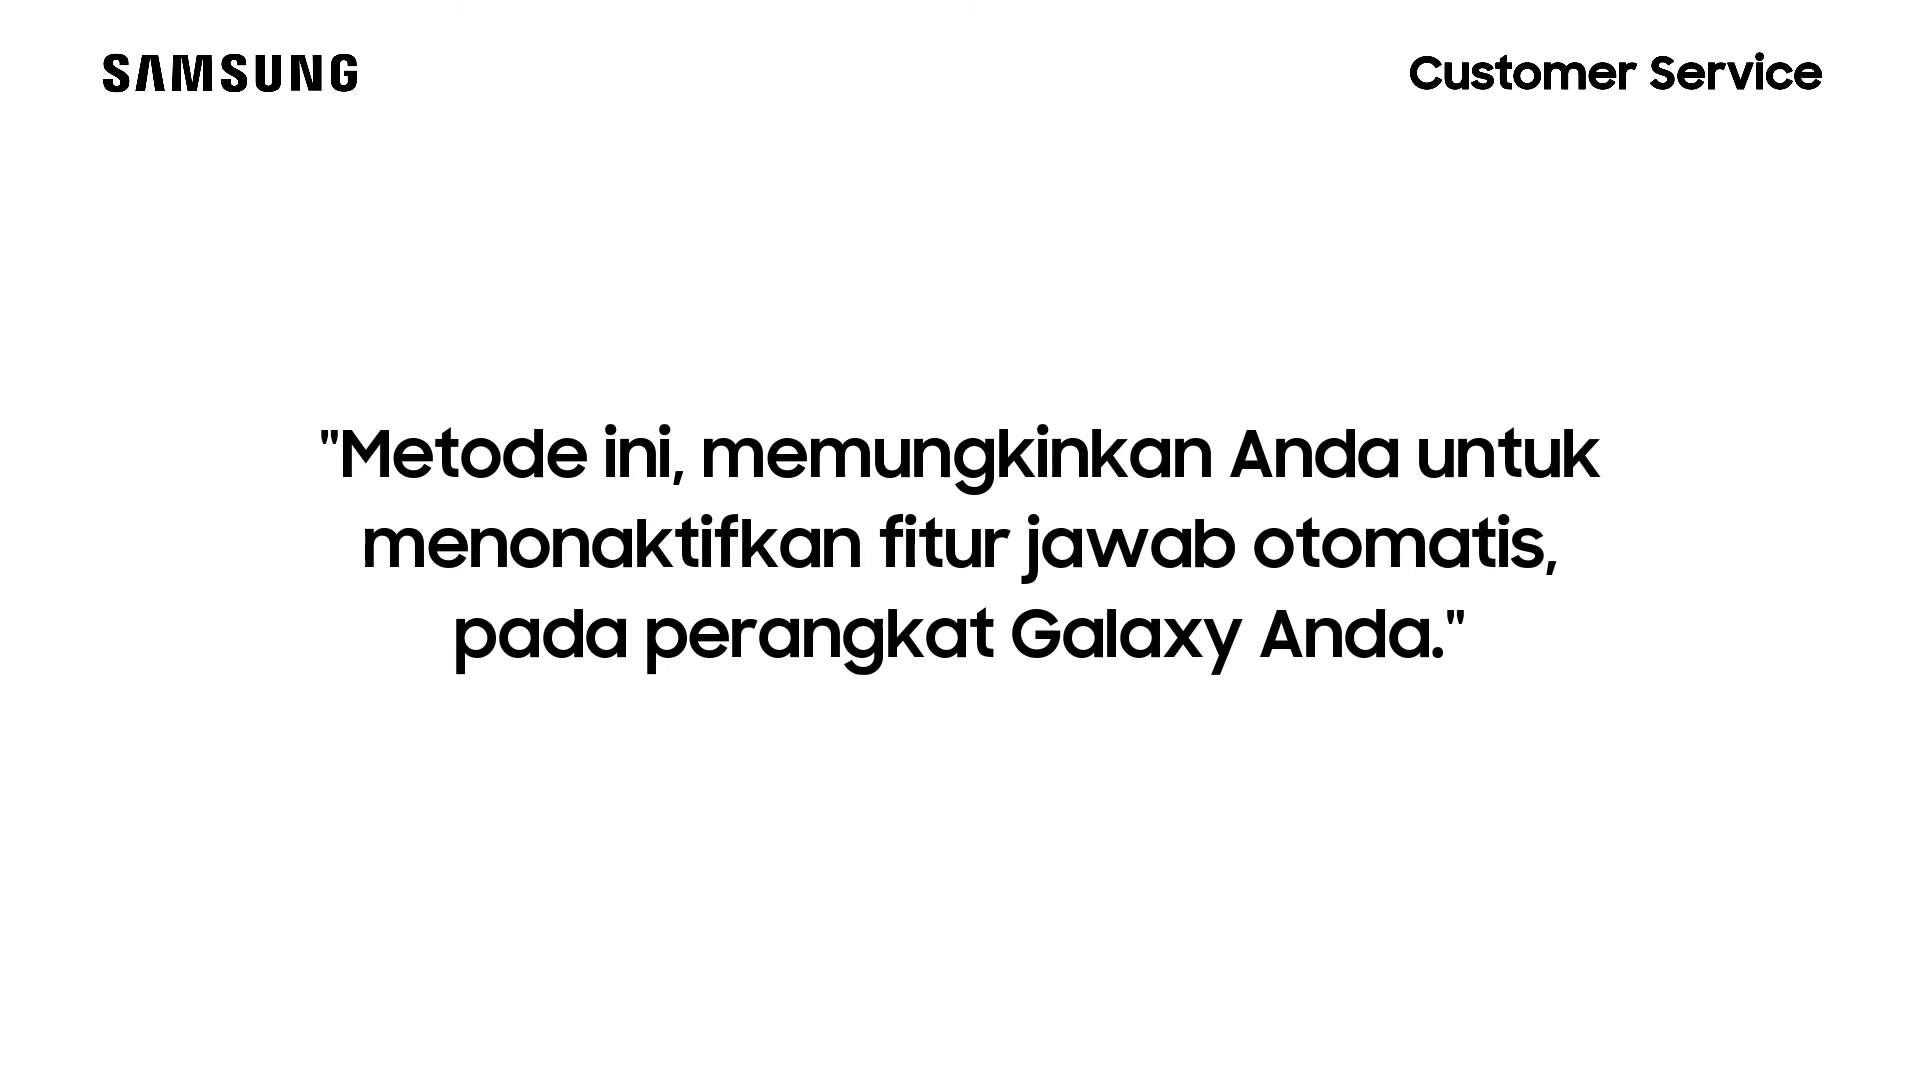 SAMSUNG
Customer Service
"Metode ini, memungkinkan Anda untuk
menonaktifkan fitur jawab otomatis,
pada perangkat Galaxy Anda."